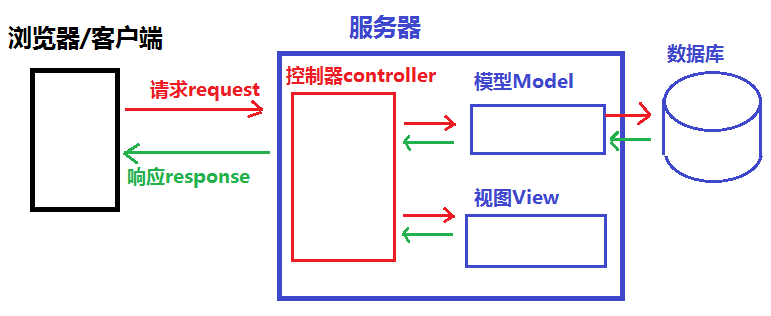 服务器
浏览器/客户端
数据库
控制器controller
模型Model
请求request
响应response
视图View